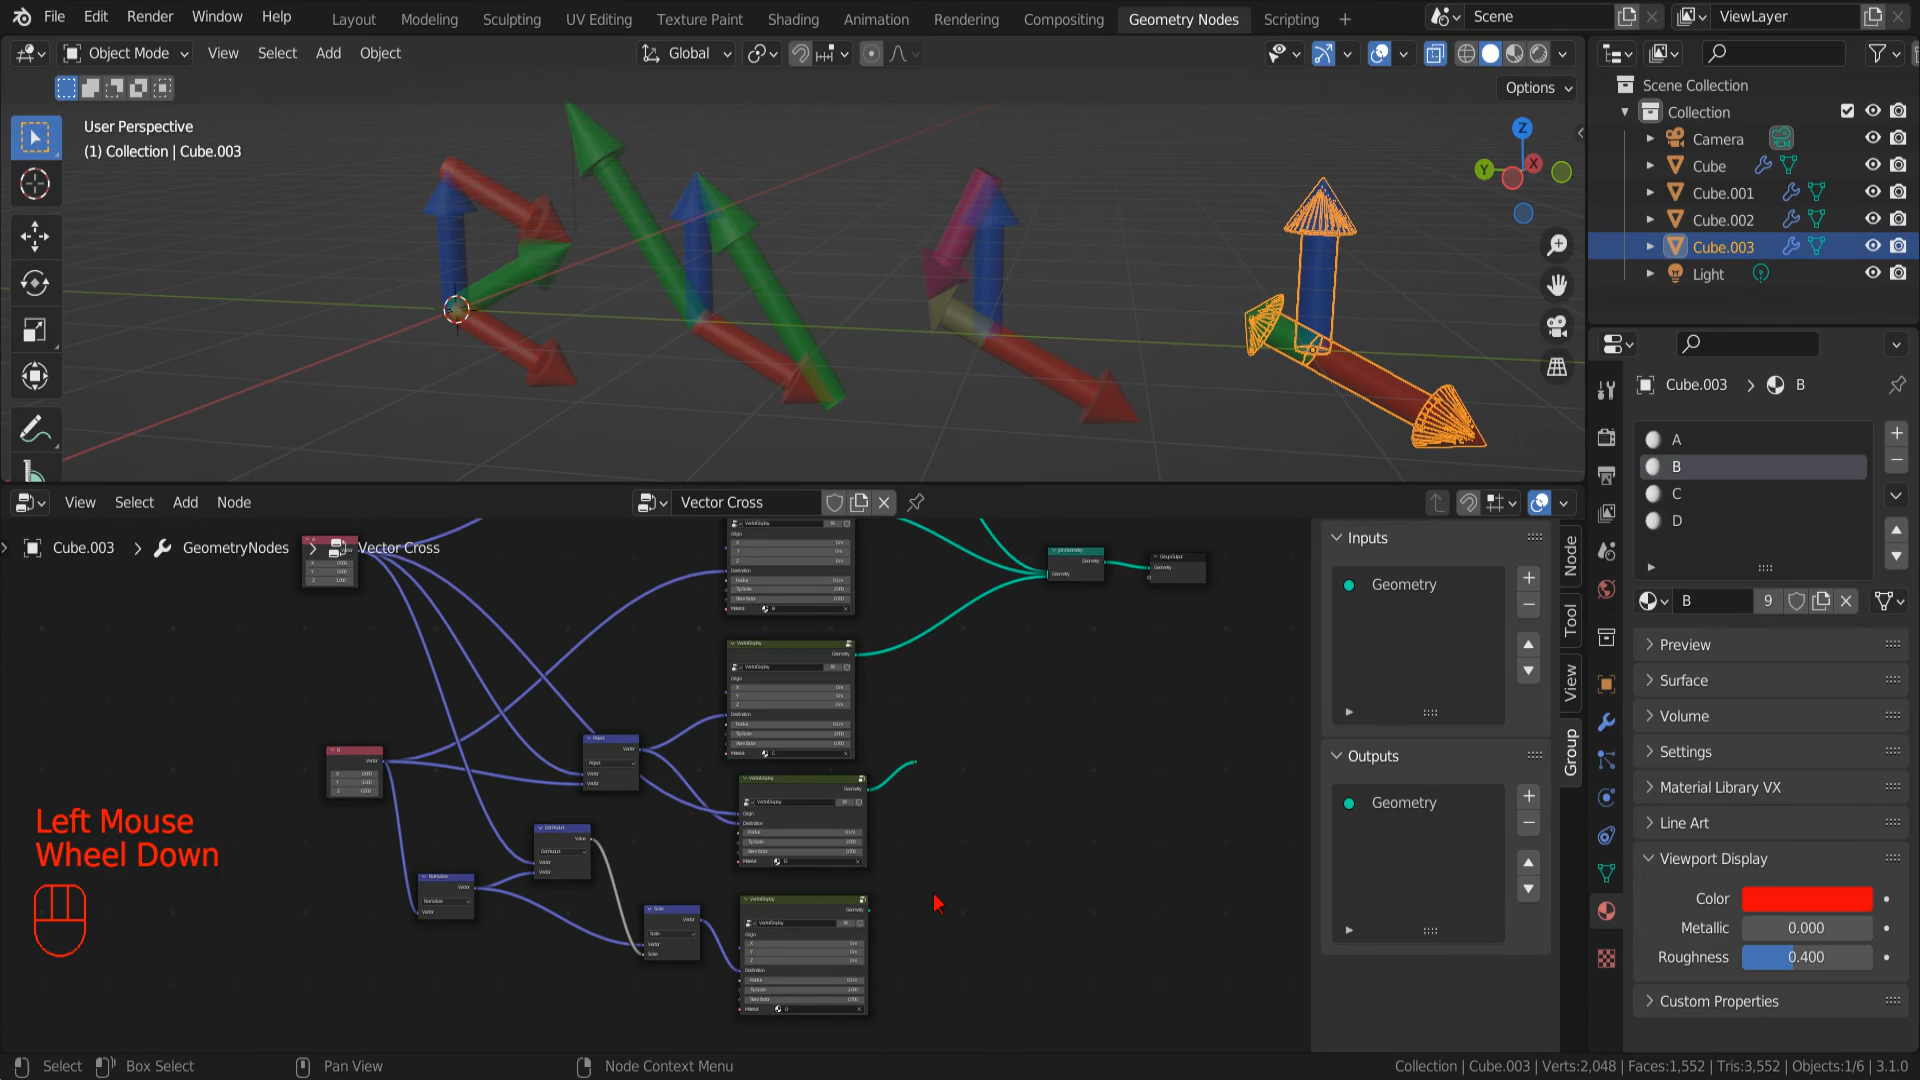 File Edit Render Window Help Layout Modeling Sculpting UV Editing Texture Paint Shading Animation Rendering Compositing Geometry Nodes Scripting + Scene ViewLayer
Object Mode View Select Add Object Global
Options
User Perspective
(1) Collection | Cube.003
Z
Y
X
Scene Collection
Collection
Camera
Cube
Cube.001
Cube.002
Cube.003
Light
Cube.003 > B
A
B
C
D
B 9
Preview
Surface
Volume
Settings
Material Library VX
Line Art
Viewport Display
Color
Metallic 0.000
Roughness 0.400
Custom Properties
View Select Add Node Vector Cross
Cube.003 > GeometryNodes > Vector Cross
Inputs
Geometry
Outputs
Geometry
Node
Tool
View
Group
Left Mouse
Wheel Down
Select Box Select Pan View Node Context Menu
Collection | Cube.003 | Verts:2,048 | Faces:1,552 | Tris:3,552 | Objects:1/6 | 3.1.0